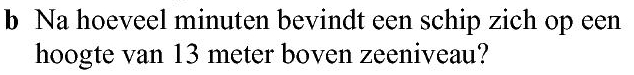 b Na hoeveel minuten bevindt een schip zich op een
hoogte van 13 meter boven zeeniveau?